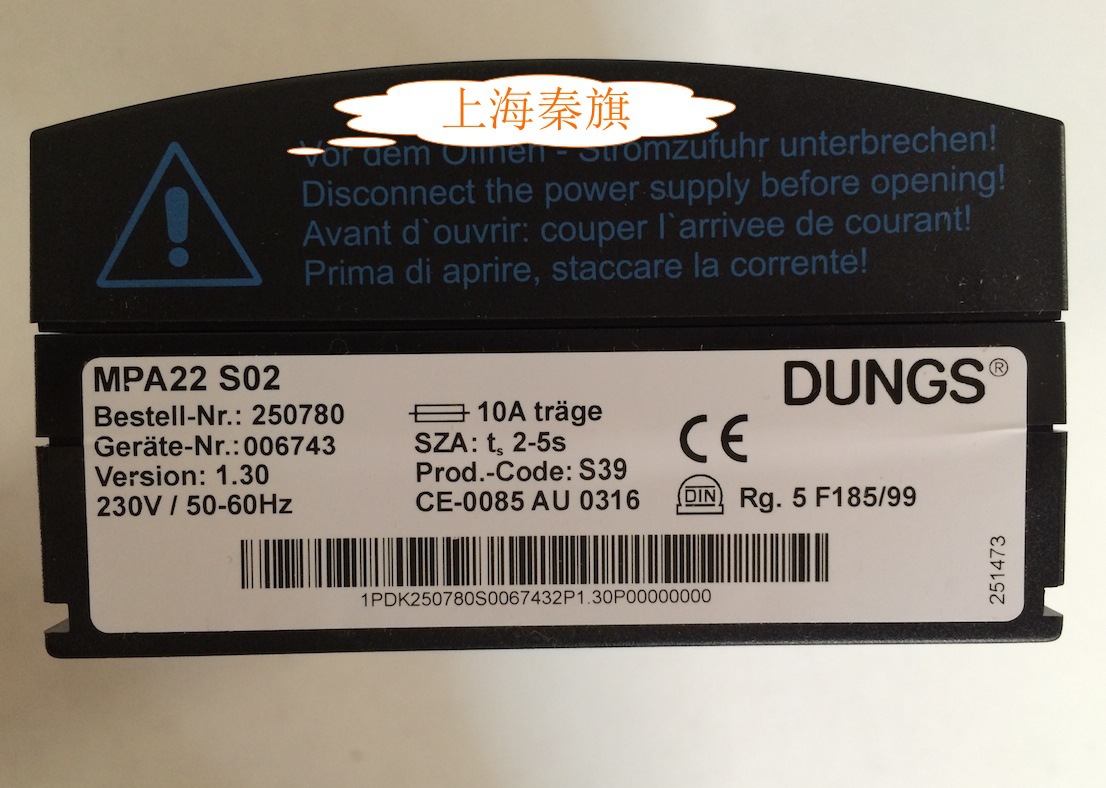 上海秦旗
Vor dem Öffnen - Stromzufuhr unterbrechen!
Disconnect the power supply before opening!
Avant d`ouvrir: couper l`arrivee de courant!
Prima di aprire, staccare la corrente!
MPA22 S02
DUNGS®
Bestell-Nr.: 250780
10A träge
Geräte-Nr.:006743
SZA: ts 2-5s
CE
Version: 1.30
Prod.-Code: S39
230V / 50-60Hz
CE-0085 AU 0316
DIN
Rg. 5 F185/99
1PDK250780S0067432P1.30P00000000
251473